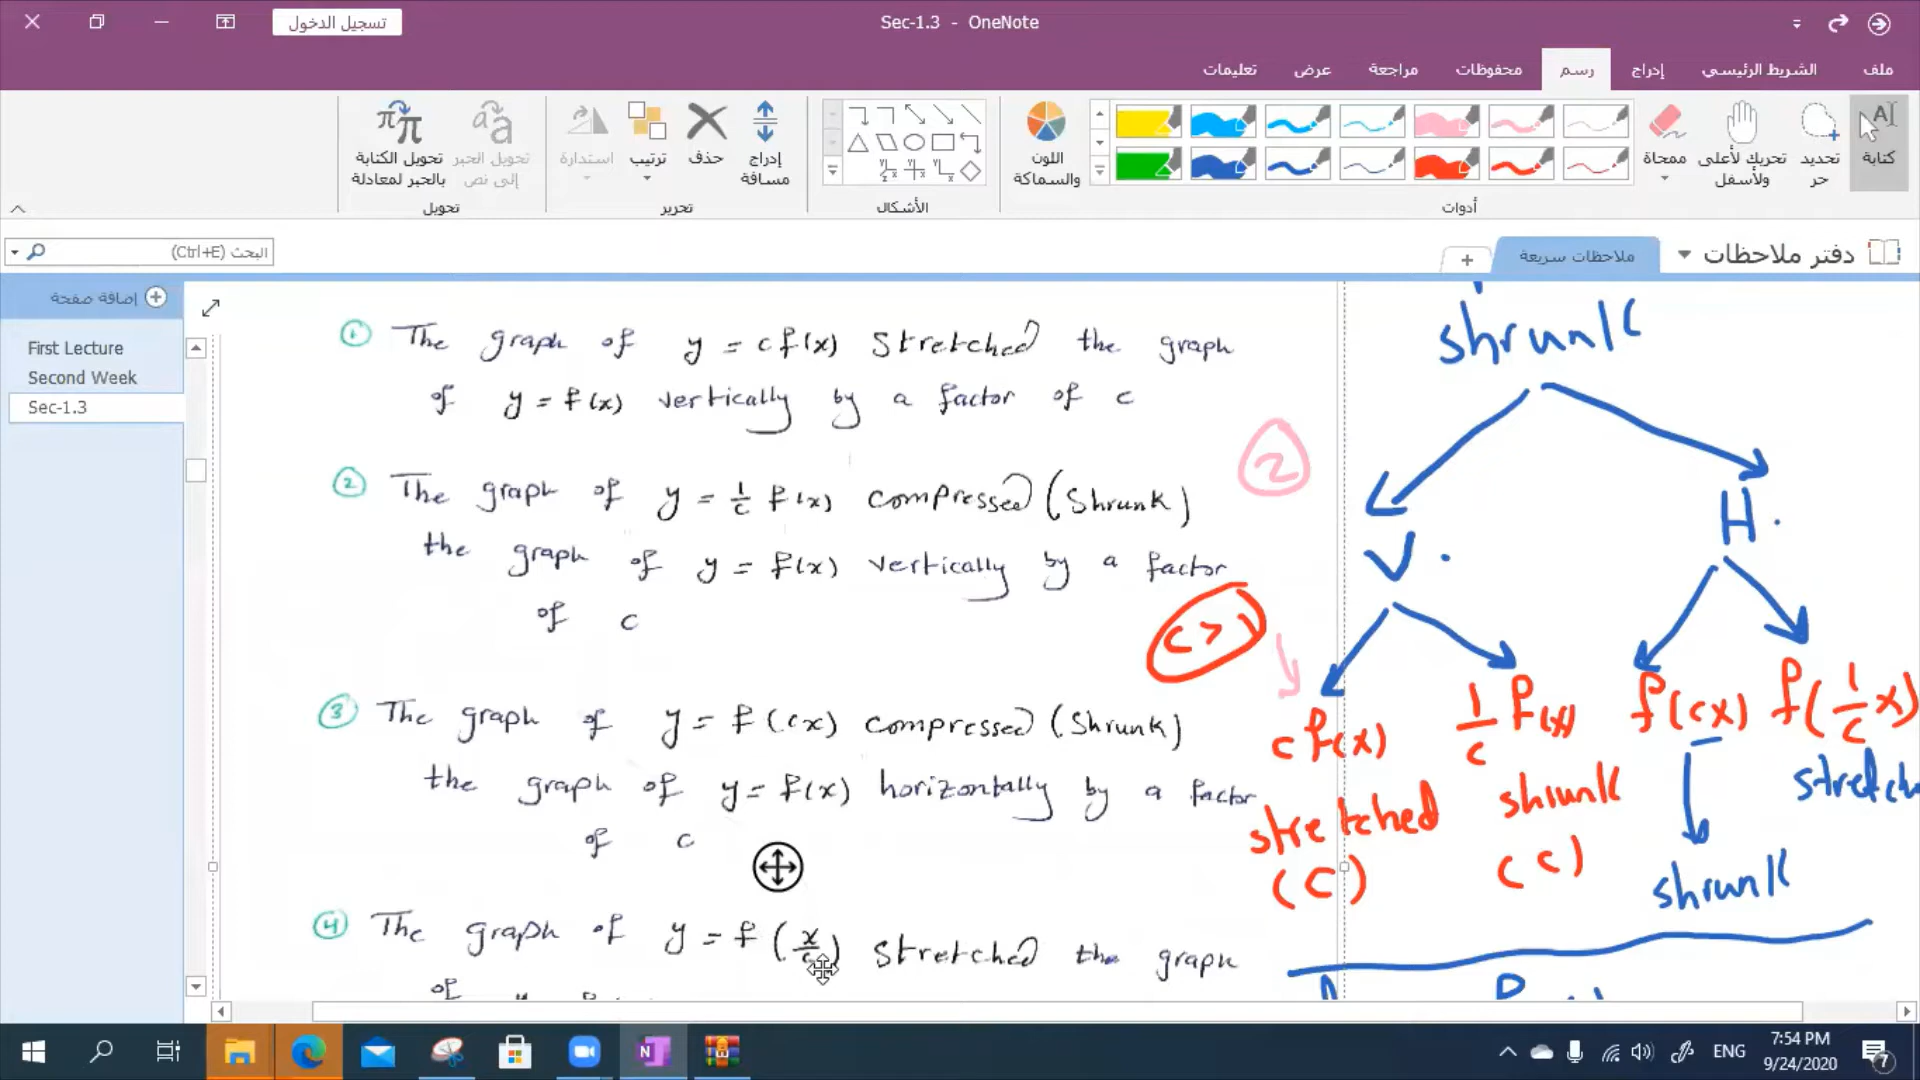 تسجيل الدخول
Sec-1.3 - OneNote
ملف
الشريط الرئيسي
إدراج
رسم
محفوظات
مراجعة
عرض
تعليمات
كتابة
تحديد حر
تحريك لأعلى ولأسفل
ممحاة
أدوات
اللون والسماكة
الأشكال
إدراج مسافة
حذف
ترتيب
استدارة
تحرير
تحويل الحبر إلى نص
تحويل الكتابة بالحبر لمعادلة
تحويل
دفتر ملاحظات
ملاحظات سريعة
البحث (Ctrl+E)
إضافة صفحة
First Lecture
Second Week
Sec-1.3
① The graph of y = cf(x) stretched the graph
of y = f(x) vertically by a factor of c
② The graph of y = 1/c f(x) compressed (Shrunk)
the graph of y = f(x) vertically by a factor
of c
③ The graph of y = f(cx) compressed (Shrunk)
the graph of y = f(x) horizontally by a factor
of c
④ The graph of y = f(x/c) stretched the graph
of
2
c > 1
shrunk
V.
H.
c f(x)
1/c f(x)
f(cx)
f(1/c x)
stretched
(c)
shrunk
(c)
shrunk
ENG
7:54 PM
9/24/2020
7